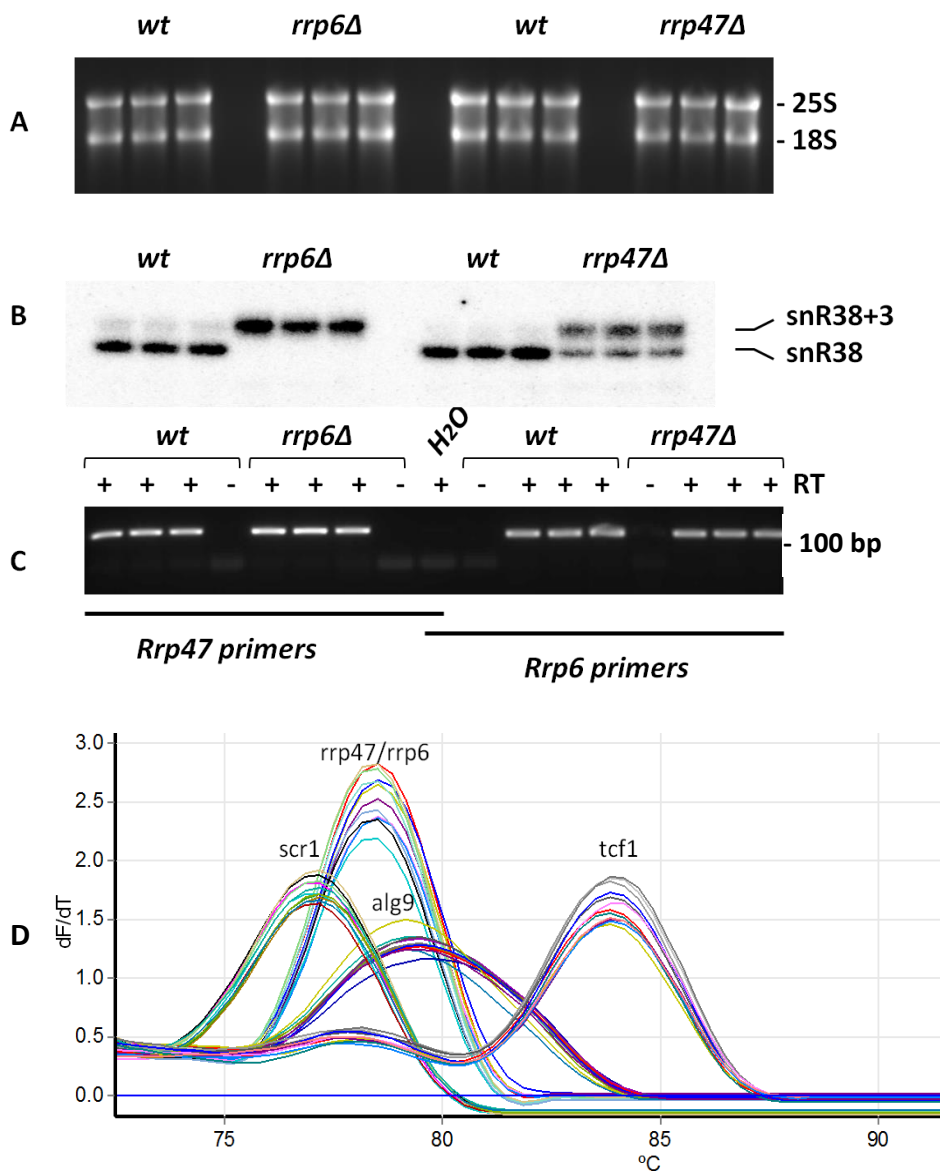 wt rrp6Δ wt rrp47Δ
A
- 25S
- 18S
wt rrp6Δ wt rrp47Δ
B
snR38+3
snR38
wt rrp6Δ H2O wt rrp47Δ
+ + + - + + + - + - + + + - + + + RT
C
- 100 bp
Rrp47 primers
Rrp6 primers
D
dF/dT
3.0
2.5
2.0
1.5
1.0
0.5
0.0
rrp47/rrp6
scr1
alg9
tcf1
75 80 85 90
ºC